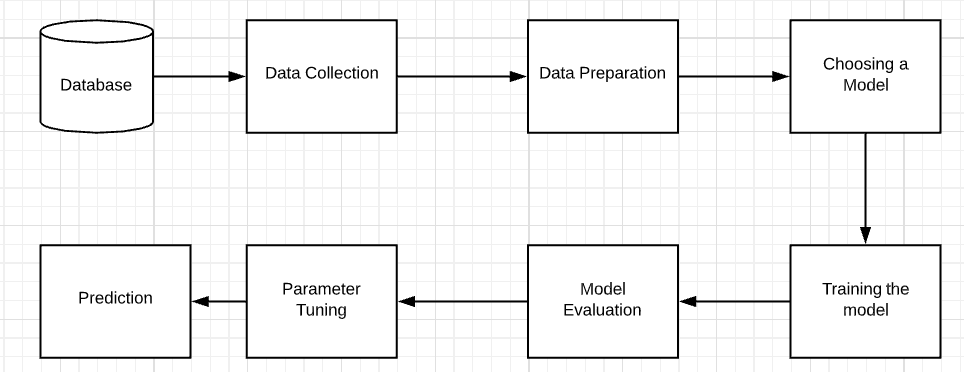 Database
Data Collection
Data Preparation
Choosing a
Model
Training the
model
Model
Evaluation
Parameter
Tuning
Prediction